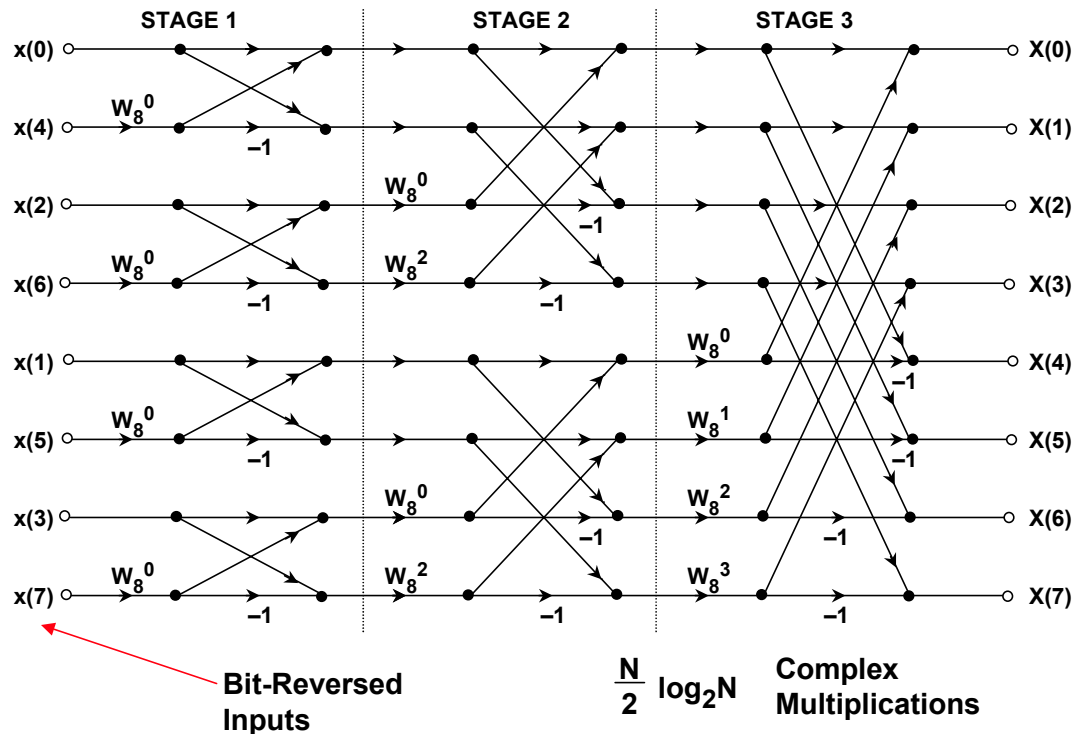 STAGE 1 STAGE 2 STAGE 3
x(0) X(0)
W₈⁰
x(4) –1 X(1)
W₈⁰
x(2) –1 X(2)
W₈⁰ W₈²
x(6) –1 –1 X(3)
W₈⁰
x(1) –1 X(4)
W₈⁰ W₈¹
x(5) –1 –1 X(5)
W₈⁰ W₈²
x(3) –1 –1 X(6)
W₈⁰ W₈² W₈³
x(7) –1 –1 –1 X(7)
Bit-Reversed
Inputs
N/2 log₂N
Complex
Multiplications